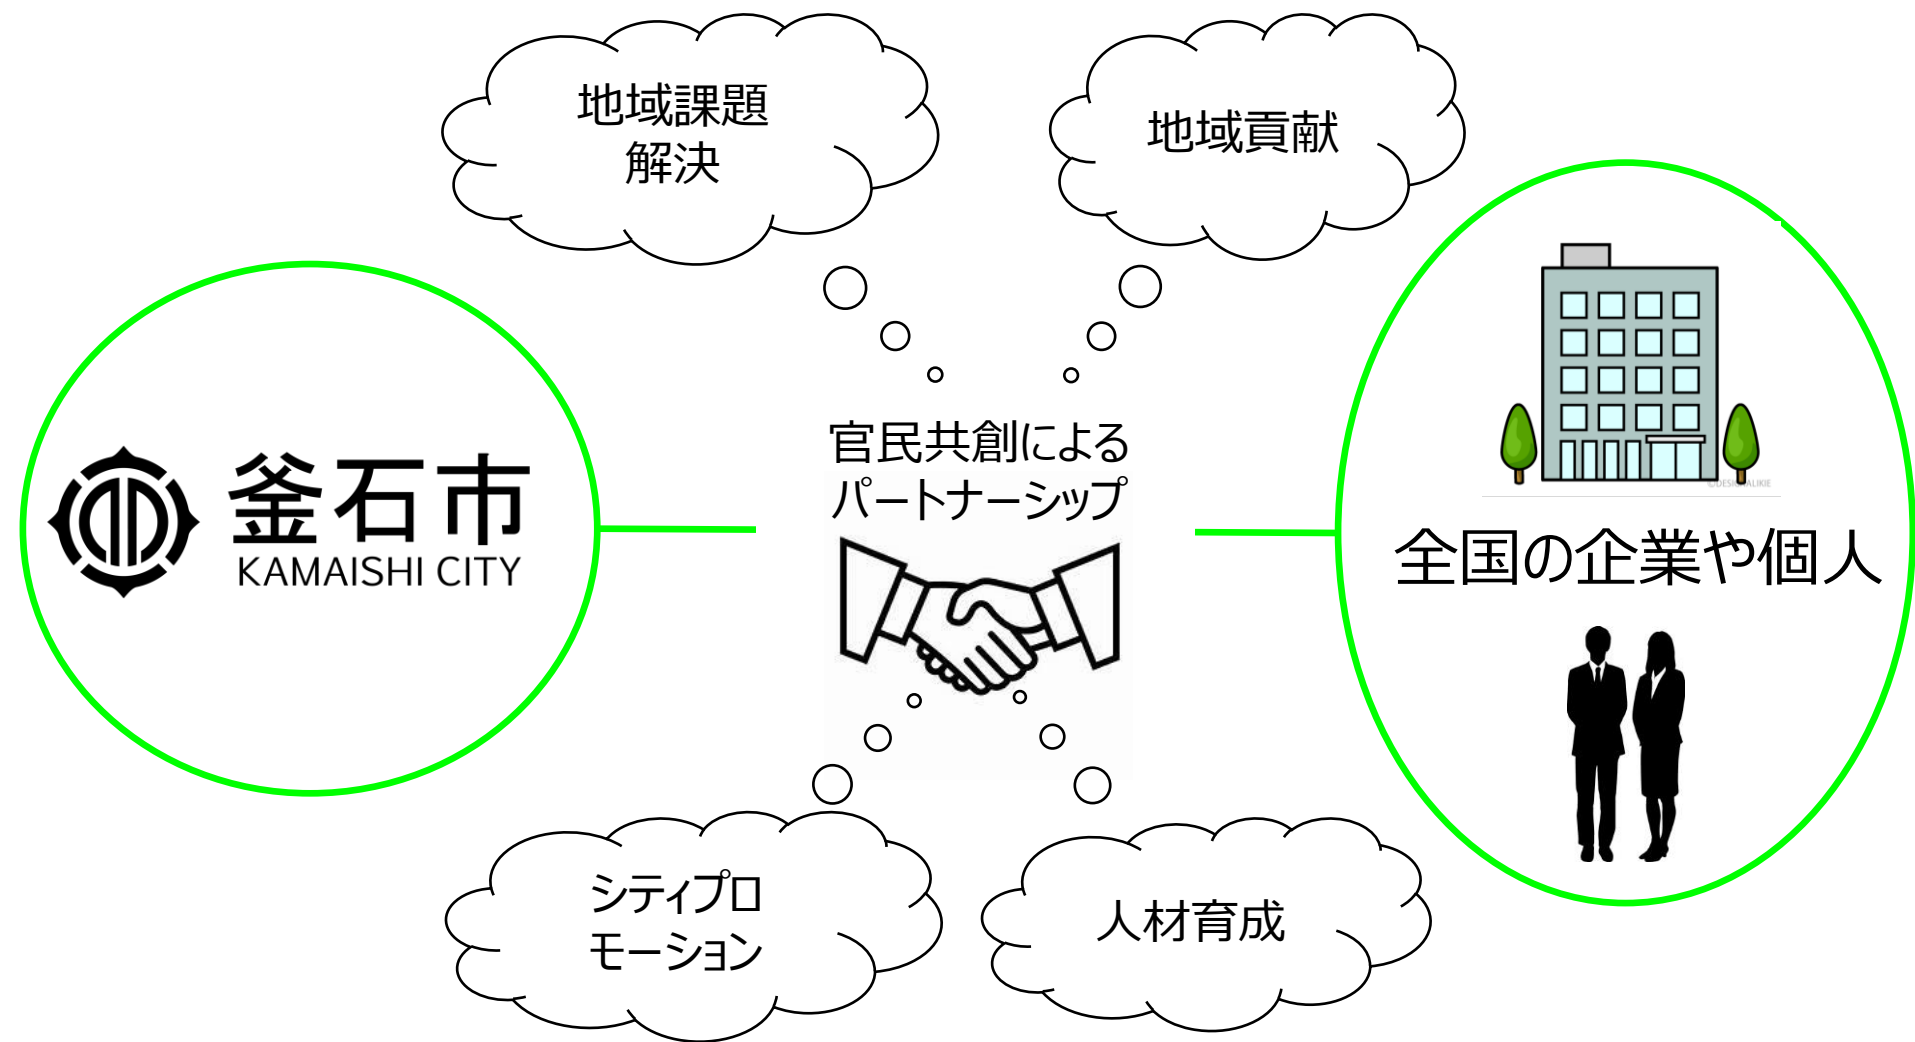 地域課題
解決
地域貢献
釜石市
KAMAISHI CITY
官民共創による
パートナーシップ
©DESIGNALIKIE
全国の企業や個人
シティプロ
モーション
人材育成